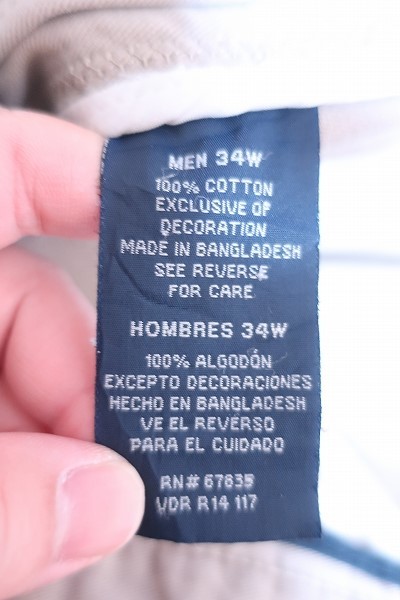 MEN 34W
100% COTTON
EXCLUSIVE OF
DECORATION
MADE IN BANGLADESH
SEE REVERSE
FOR CARE
HOMBRES 34W
100% ALGODÓN
EXCEPTO DECORACIONES
HECHO EN BANGLADESH
VE EL REVERSO
PARA EL CUIDADO
RN# 67835
VDR R14 117